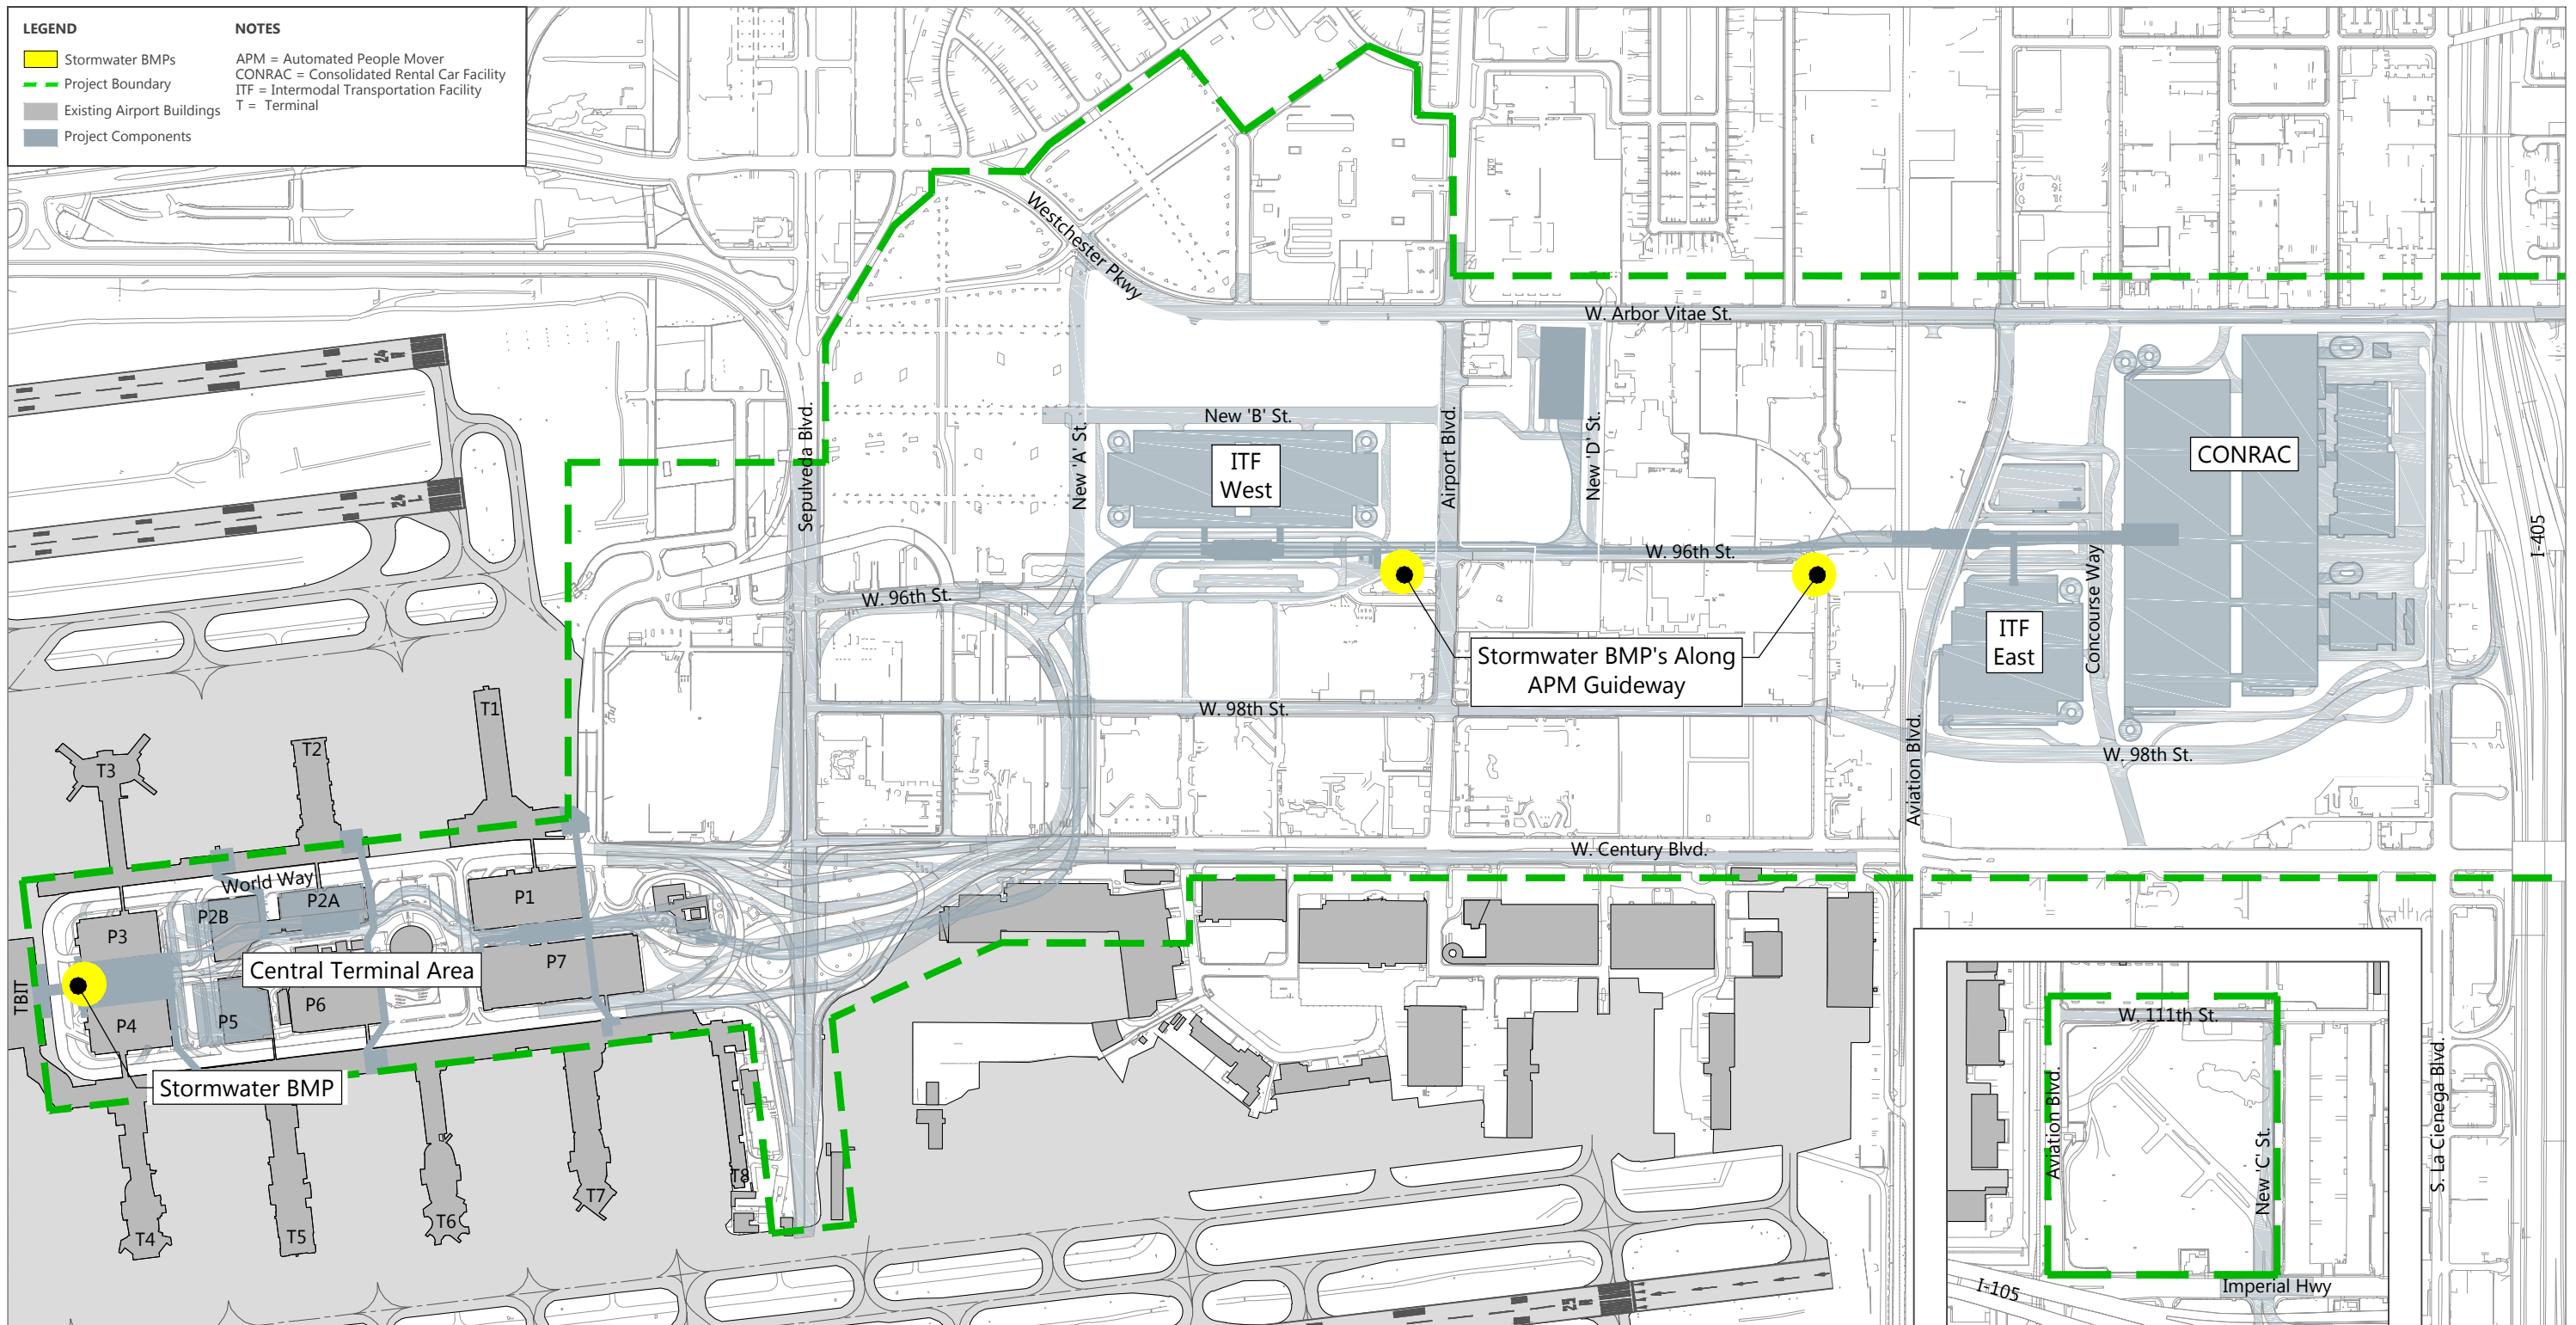 LEGEND
Stormwater BMPs
Project Boundary
Existing Airport Buildings
Project Components
NOTES
APM = Automated People Mover
CONRAC = Consolidated Rental Car Facility
ITF = Intermodal Transportation Facility
T = Terminal
Westchester Pkwy
W. Arbor Vitae St.
24
R
24
L
Sepulveda Blvd.
New 'A' St.
New 'B' St.
ITF
West
Airport Blvd.
New 'D' St.
CONRAC
I-405
W. 96th St.
W. 96th St.
Concourse Way
ITF
East
Stormwater BMP's Along
APM Guideway
W. 98th St.
W. 98th St.
Aviation Blvd.
T1
T2
T3
W. Century Blvd.
World Way
P1
P2A
P2B
P3
P7
Central Terminal Area
TBIT
P4
P5
P6
Stormwater BMP
T8
T7
T6
T5
T4
25
W. 111th St.
Aviation Blvd.
New 'C' St.
S. La Cienega Blvd.
Imperial Hwy
I-105